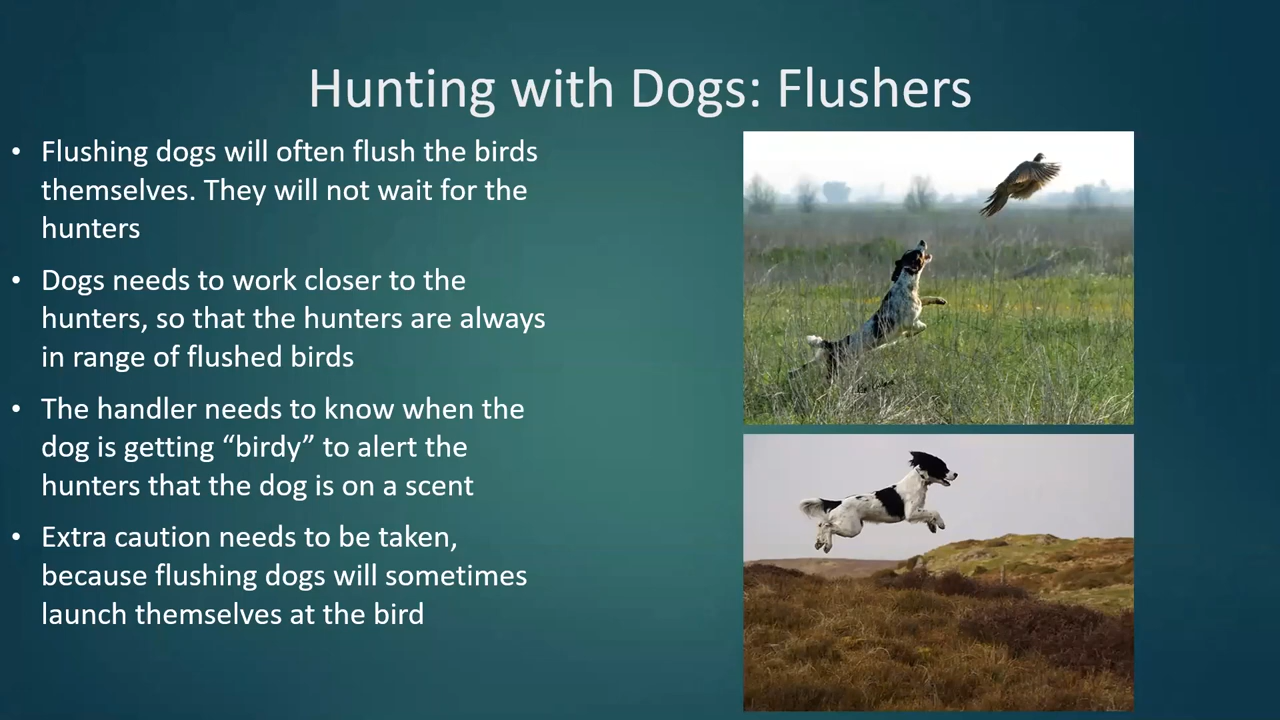 Hunting with Dogs: Flushers
• Flushing dogs will often flush the birds
themselves. They will not wait for the
hunters
• Dogs needs to work closer to the
hunters, so that the hunters are always
in range of flushed birds
• The handler needs to know when the
dog is getting “birdy” to alert the
hunters that the dog is on a scent
• Extra caution needs to be taken,
because flushing dogs will sometimes
launch themselves at the bird